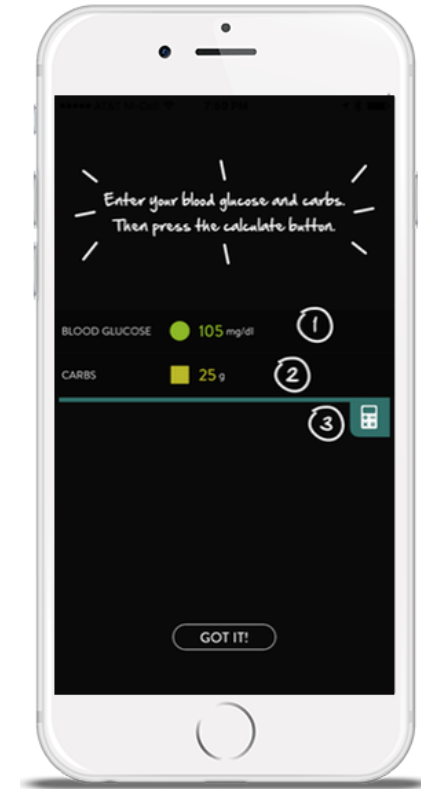 Enter your blood glucose and carbs.
Then press the calculate button.
BLOOD GLUCOSE 105 mg/dl 1
CARBS 25 g 2
3
GOT IT!